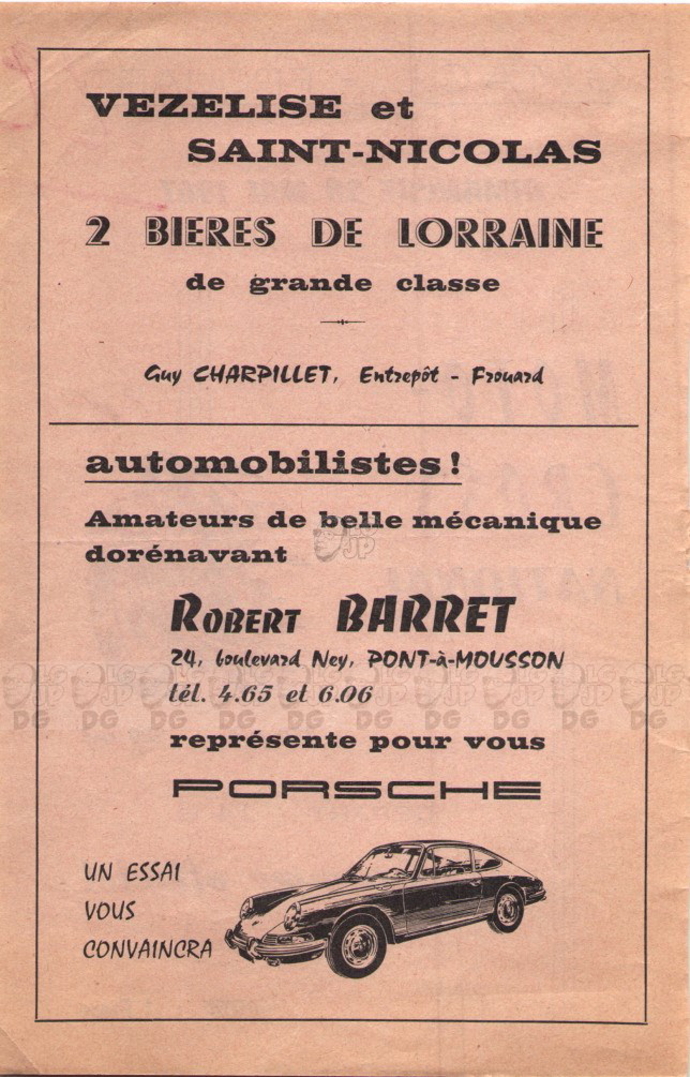 VEZELISE et
SAINT-NICOLAS
2 BIERES DE LORRAINE
de grande classe
Guy CHARPILLET, Entrepôt - Frouard
automobilistes !
Amateurs de belle mécanique
dorénavant
ROBERT BARRET
24, boulevard Ney, PONT-à-MOUSSON
tél. 4.65 et 6.06
représente pour vous
PORSCHE
UN ESSAI
VOUS
CONVAINCRA